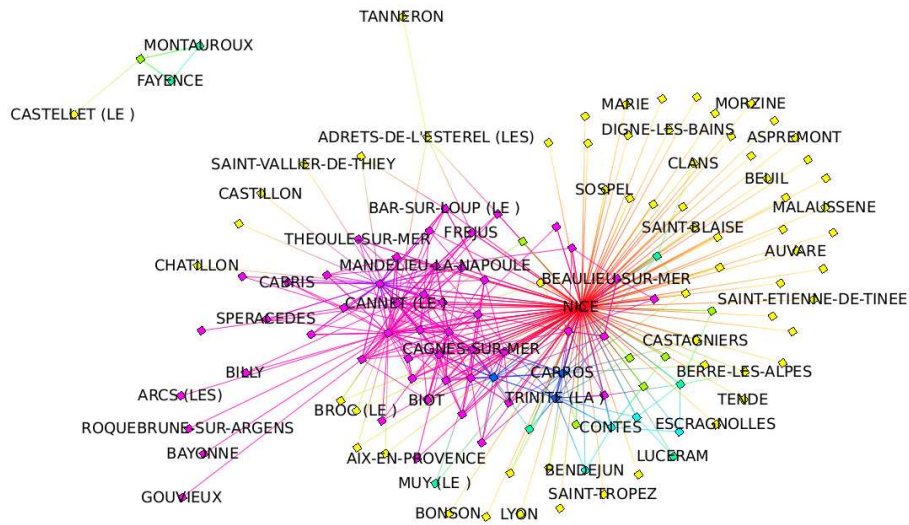 TANNERON
MONTAUROUX
FAYENCE
CASTELLET (LE )
MARIE
MORZINE
DIGNE-LES-BAINS
ASPREMONT
ADRETS-DE-L'ESTEREL (LES)
SAINT-VALLIER-DE-THIEY
CLANS
BEUIL
CASTILLON
SOSPEL
BAR-SUR-LOUP (LE )
MALAUSSENE
SAINT-BLAISE
FREJUS
THEOULE-SUR-MER
AUVARE
CHATILLON
MANDELIEU-LA-NAPOULE
BEAULIEU-SUR-MER
CABRIS
CANNET (LE )
NICE
SAINT-ETIENNE-DE-TINEE
SPERACEDES
CASTAGNIERS
CAGNES-SUR-MER
BILLY
CARROS
BERRE-LES-ALPES
ARCS (LES)
BIOT
TRINITE (LA )
TENDE
BROC (LE )
ROQUEBRUNE-SUR-ARGENS
CONTES
ESCRAGNOLLES
BAYONNE
AIX-EN-PROVENCE
LUCERAM
BENDEJUN
MUY (LE )
GOUVIEUX
SAINT-TROPEZ
BONSON
LYON